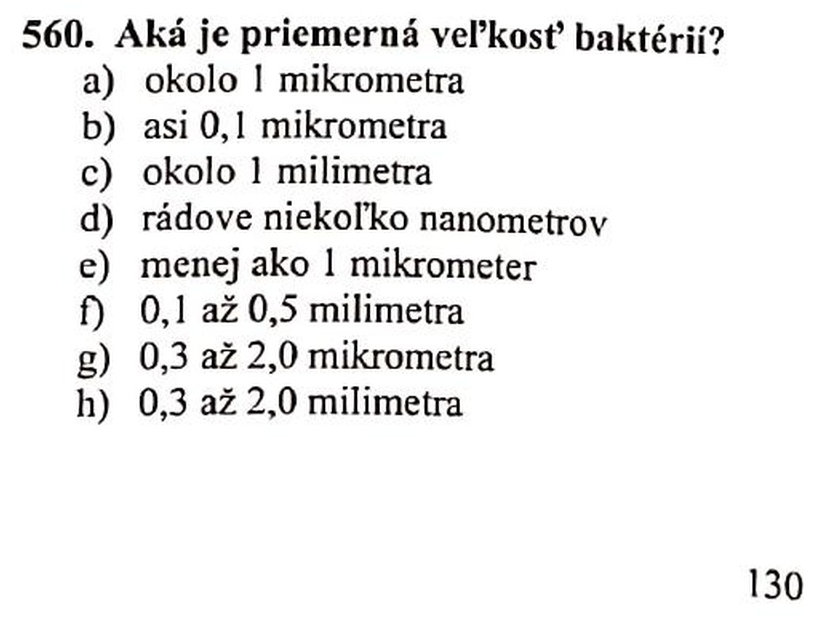 560. Aká je priemerná veľkosť baktérií?
a) okolo 1 mikrometra
b) asi 0,1 mikrometra
c) okolo 1 milimetra
d) rádove niekoľko nanometrov
e) menej ako 1 mikrometer
f) 0,1 až 0,5 milimetra
g) 0,3 až 2,0 mikrometra
h) 0,3 až 2,0 milimetra
130